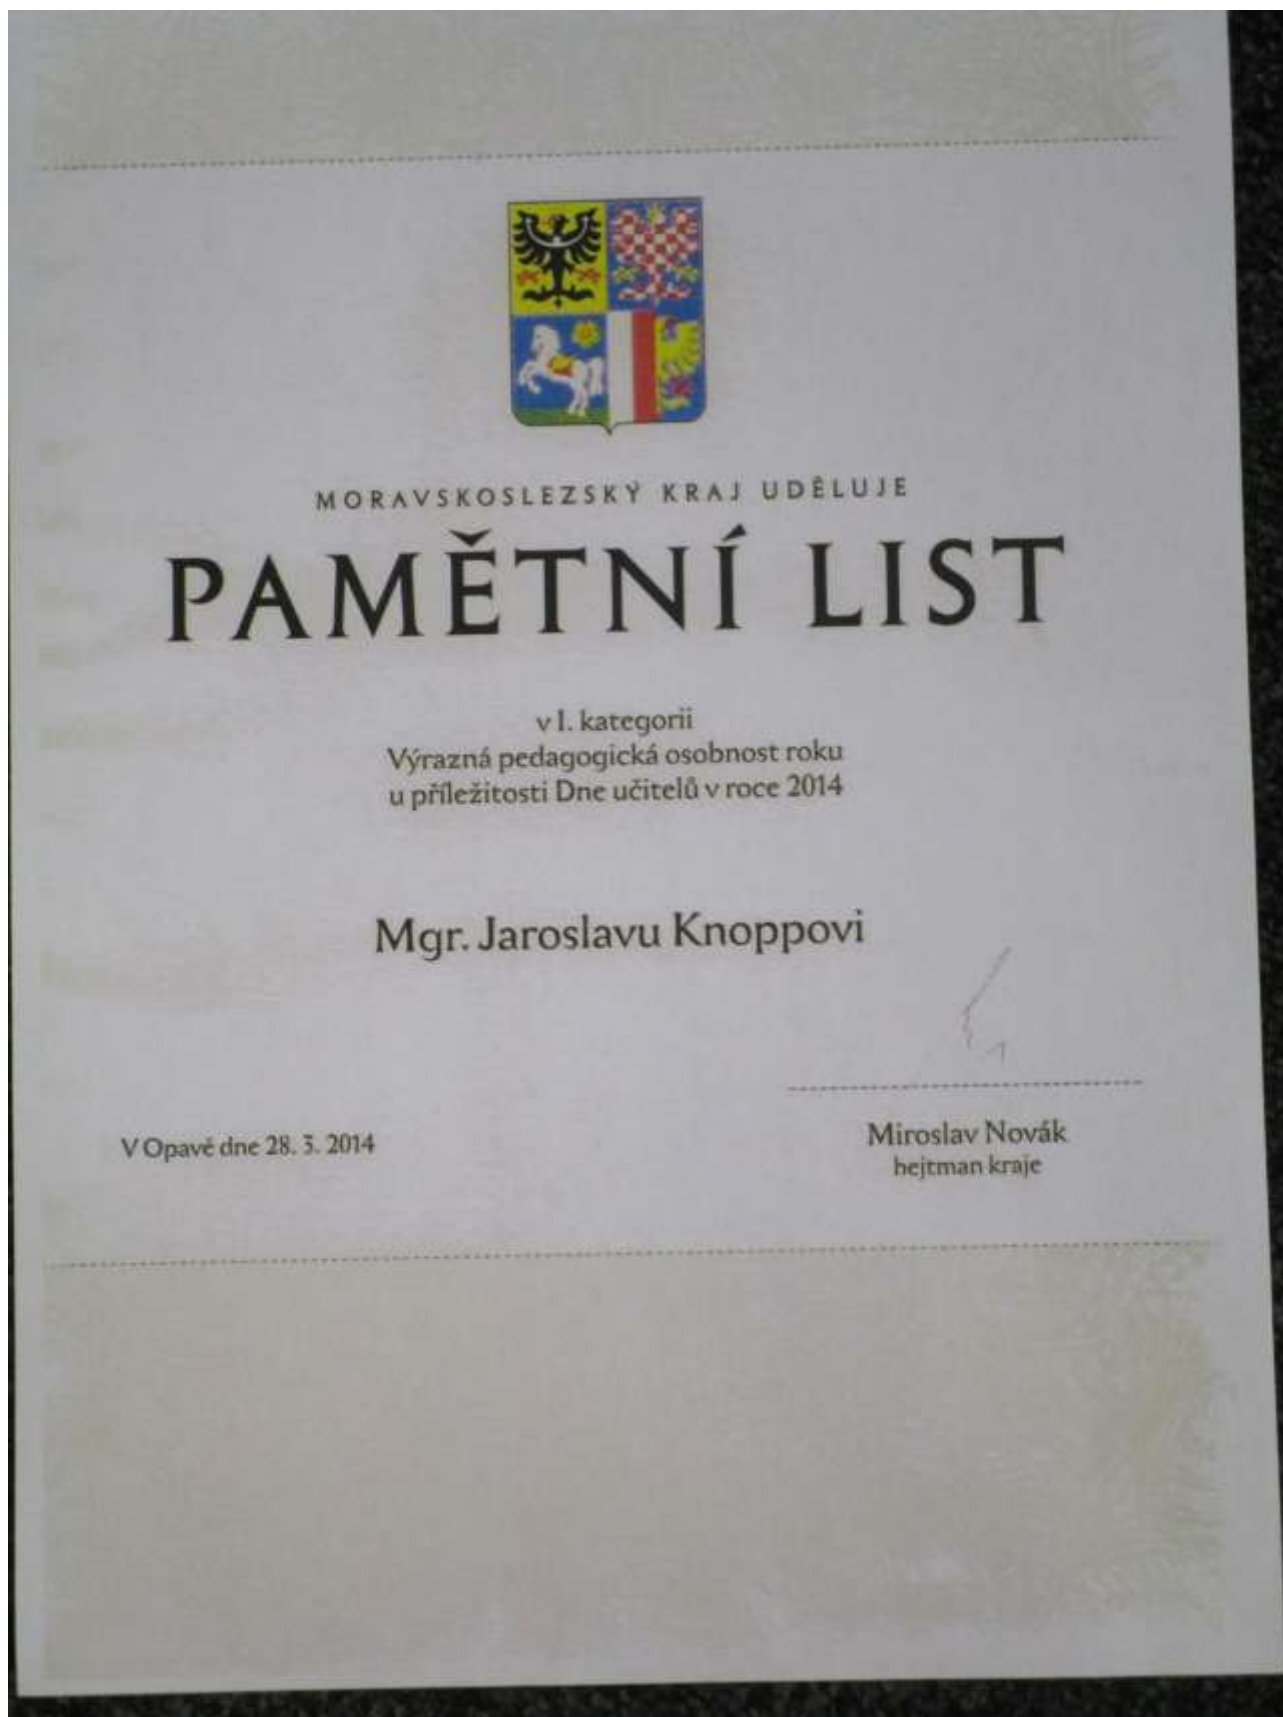 MORAVSKOSLEZSKÝ KRAJ UDĚLUJE
PAMĚTNÍ LIST
v I. kategorii
Výrazná pedagogická osobnost roku
u příležitosti Dne učitelů v roce 2014
Mgr. Jaroslavu Knoppovi
V Opavě dne 28. 3. 2014
Miroslav Novák
hejtman kraje